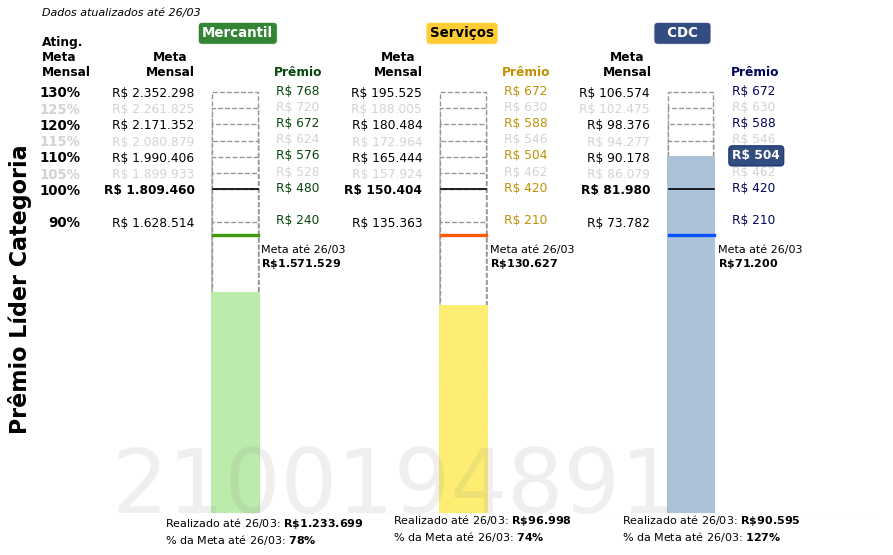 Dados atualizados até 26/03
Mercantil Serviços CDC
Ating. Meta Mensal Meta Mensal Prêmio Meta Mensal Prêmio Meta Mensal Prêmio
130% R$ 2.352.298 R$ 768 R$ 195.525 R$ 672 R$ 106.574 R$ 672
125% R$ 2.261.825 R$ 720 R$ 188.005 R$ 630 R$ 102.475 R$ 630
120% R$ 2.171.352 R$ 672 R$ 180.484 R$ 588 R$ 98.376 R$ 588
115% R$ 2.080.879 R$ 624 R$ 172.964 R$ 546 R$ 94.277 R$ 546
110% R$ 1.990.406 R$ 576 R$ 165.444 R$ 504 R$ 90.178 R$ 504
105% R$ 1.899.933 R$ 528 R$ 157.924 R$ 462 R$ 86.079 R$ 462
100% R$ 1.809.460 R$ 480 R$ 150.404 R$ 420 R$ 81.980 R$ 420
90% R$ 1.628.514 R$ 240 R$ 135.363 R$ 210 R$ 73.782 R$ 210
Meta até 26/03 Meta até 26/03 Meta até 26/03
R$1.571.529 R$130.627 R$71.200
Prêmio Líder Categoria
2100194891
Realizado até 26/03: R$1.233.699 Realizado até 26/03: R$96.998 Realizado até 26/03: R$90.595
% da Meta até 26/03: 78% % da Meta até 26/03: 74% % da Meta até 26/03: 127%